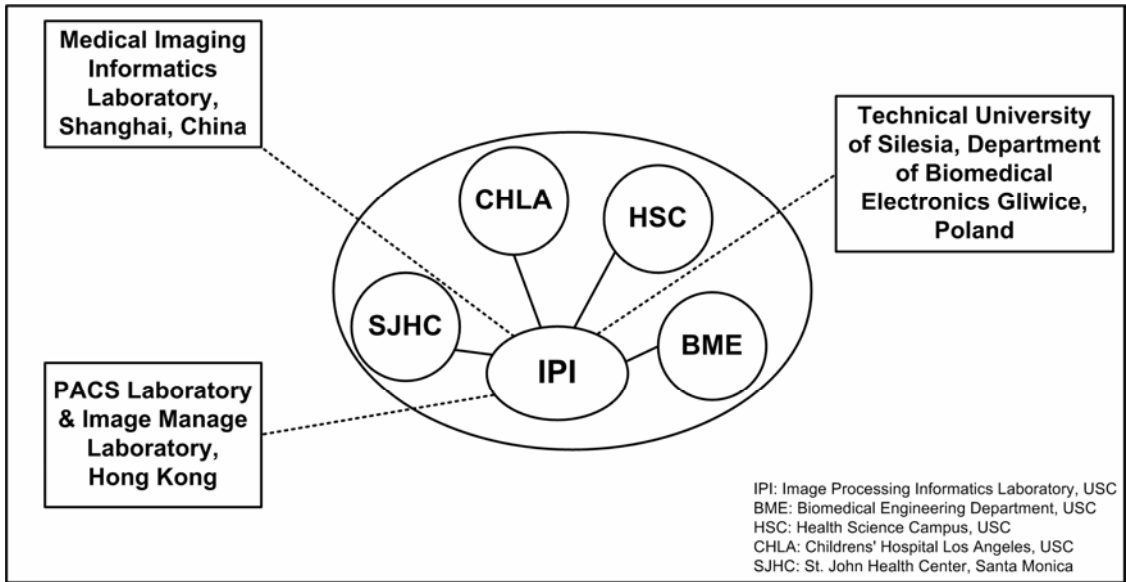 Medical Imaging
Informatics
Laboratory,
Shanghai, China
Technical University
of Silesia, Department
of Biomedical
Electronics Gliwice,
Poland
CHLA
HSC
SJHC
BME
IPI
PACS Laboratory
& Image Manage
Laboratory,
Hong Kong
IPI: Image Processing Informatics Laboratory, USC
BME: Biomedical Engineering Department, USC
HSC: Health Science Campus, USC
CHLA: Childrens' Hospital Los Angeles, USC
SJHC: St. John Health Center, Santa Monica